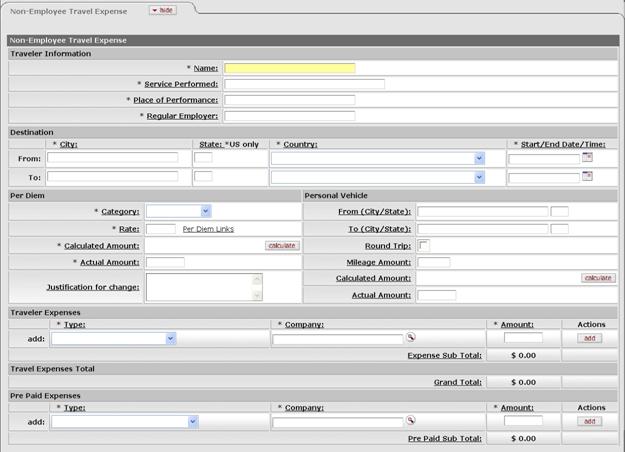 Non-Employee Travel Expense hide
Non-Employee Travel Expense
Traveler Information
* Name:
* Service Performed:
* Place of Performance:
* Regular Employer:
Destination
* City: State: *US only * Country: * Start/End Date/Time:
From:
To:
Per Diem Personal Vehicle
* Category: From (City/State):
* Rate: Per Diem Links To (City/State):
* Calculated Amount: calculate Round Trip:
* Actual Amount: Mileage Amount:
Justification for change: Calculated Amount: calculate
Actual Amount:
Traveler Expenses
* Type: * Company: * Amount: Actions
add: add
Expense Sub Total: $ 0.00
Travel Expenses Total
Grand Total: $ 0.00
Pre Paid Expenses
* Type: * Company: * Amount: Actions
add: add
Pre Paid Sub Total: $ 0.00